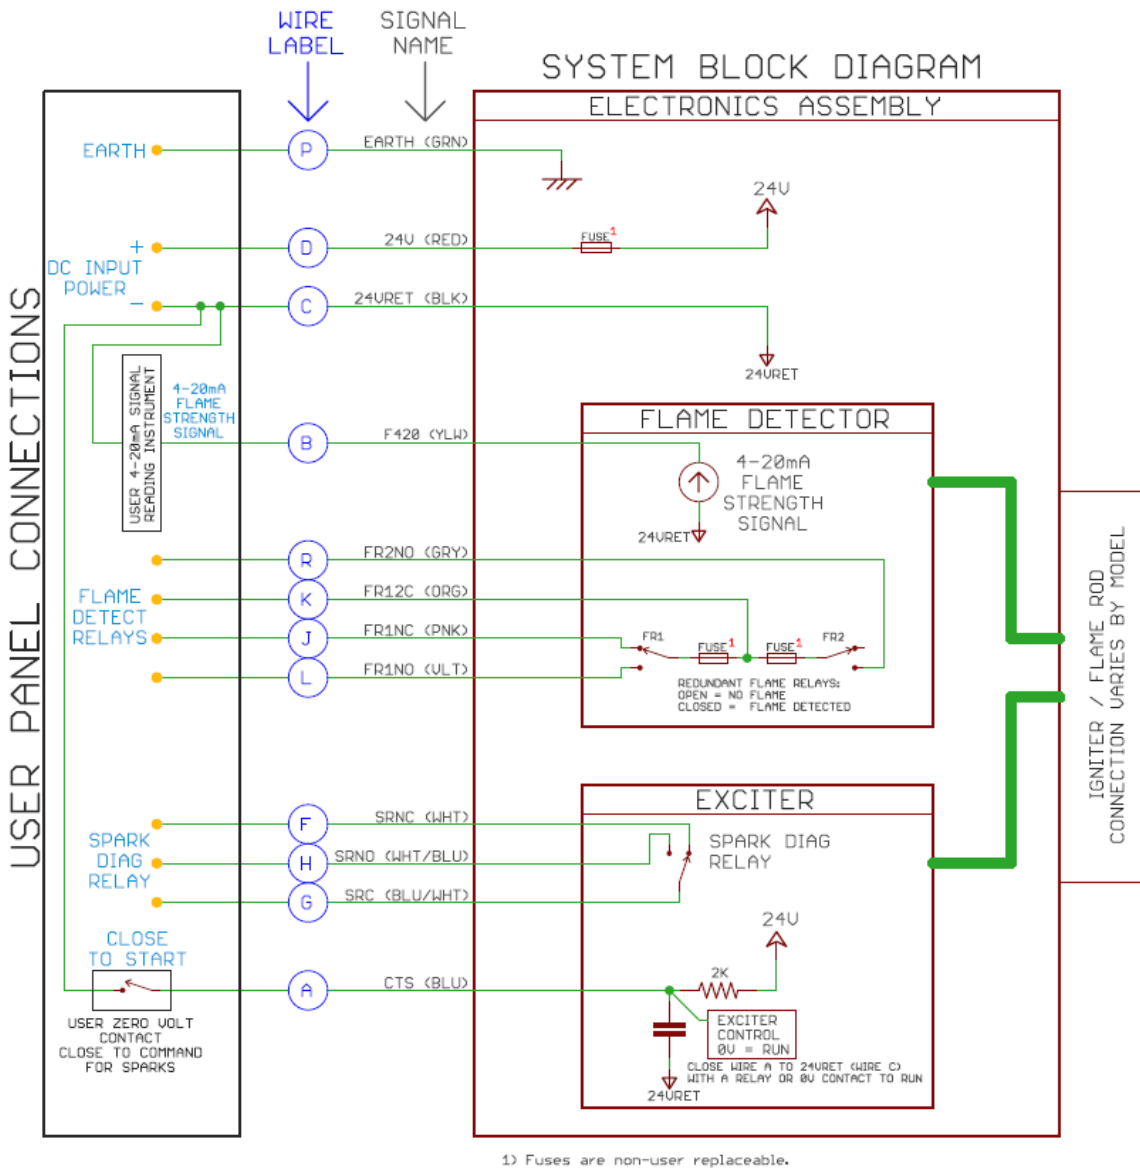 WIRE
LABEL
SIGNAL
NAME
SYSTEM BLOCK DIAGRAM
ELECTRONICS ASSEMBLY
USER PANEL CONNECTIONS
EARTH
P
EARTH (GRN)
24V
+
DC INPUT
POWER
−
D
24V (RED)
FUSE1
C
24VRET (BLK)
24VRET
USER 4-20mA SIGNAL
READING INSTRUMENT
4-20mA
FLAME
STRENGTH
SIGNAL
B
F420 (YLW)
FLAME DETECTOR
4-20mA
FLAME
STRENGTH
SIGNAL
24VRET
R
FR2NO (GRY)
FLAME
DETECT
RELAYS
K
FR12C (ORG)
J
FR1NC (PNK)
L
FR1NO (VLT)
FR1
FUSE1
FUSE1
FR2
REDUNDANT FLAME RELAYS:
OPEN = NO FLAME
CLOSED = FLAME DETECTED
IGNITER / FLAME ROD
CONNECTION VARIES BY MODEL
EXCITER
F
SRNC (WHT)
SPARK
DIAG
RELAY
H
SRNO (WHT/BLU)
G
SRC (BLU/WHT)
SPARK DIAG
RELAY
24V
CLOSE
TO START
A
CTS (BLU)
2K
USER ZERO VOLT
CONTACT
CLOSE TO COMMAND
FOR SPARKS
EXCITER
CONTROL
0V = RUN
CLOSE WIRE A TO 24VRET (WIRE C)
WITH A RELAY OR 0V CONTACT TO RUN
24VRET
1) Fuses are non-user replaceable.